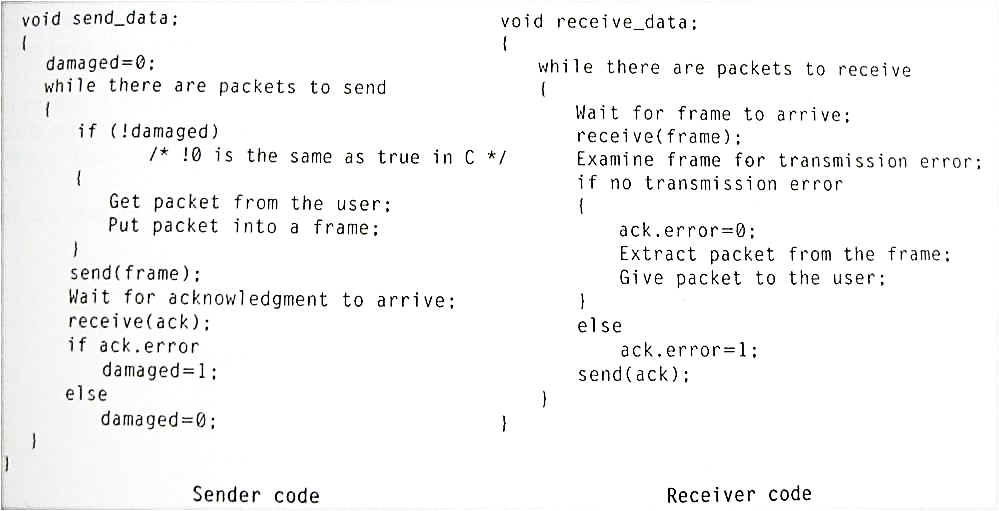 void send_data;
{
damaged=0;
while there are packets to send
{
if (!damaged)
/* !0 is the same as true in C */
{
Get packet from the user;
Put packet into a frame;
}
send(frame);
Wait for acknowledgment to arrive;
receive(ack);
if ack.error
damaged=1;
else
damaged=0;
}
}
Sender code
void receive_data;
{
while there are packets to receive
{
Wait for frame to arrive;
receive(frame);
Examine frame for transmission error;
if no transmission error
{
ack.error=0;
Extract packet from the frame;
Give packet to the user;
}
else
ack.error=1;
send(ack);
}
}
Receiver code